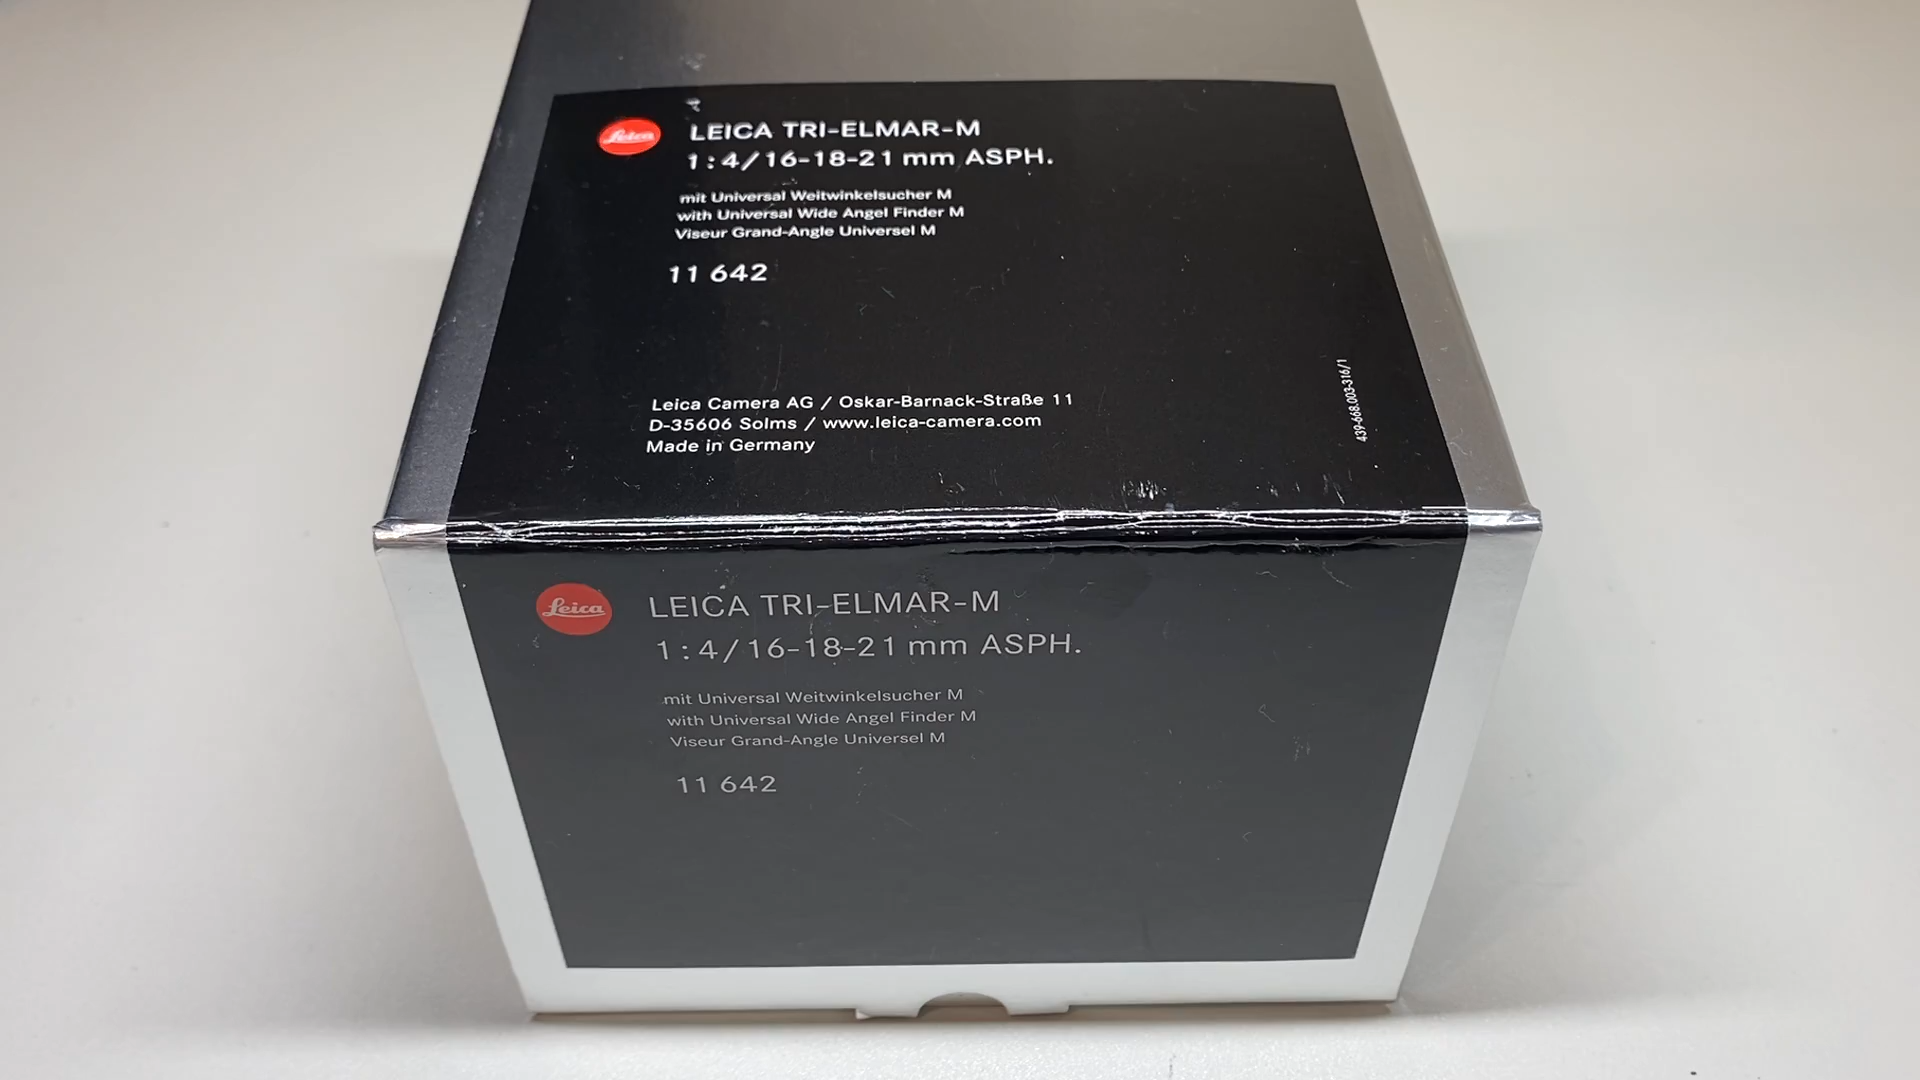 Leica
LEICA TRI-ELMAR-M
1:4/16-18-21 mm ASPH.
mit Universal Weitwinkelsucher M
with Universal Wide Angel Finder M
Viseur Grand-Angle Universel M
11 642
Leica Camera AG / Oskar-Barnack-Straße 11
D-35606 Solms / www.leica-camera.com
Made in Germany
439-668.003-316/1
Leica
LEICA TRI-ELMAR-M
1:4/16-18-21 mm ASPH.
mit Universal Weitwinkelsucher M
with Universal Wide Angel Finder M
Viseur Grand-Angle Universel M
11 642